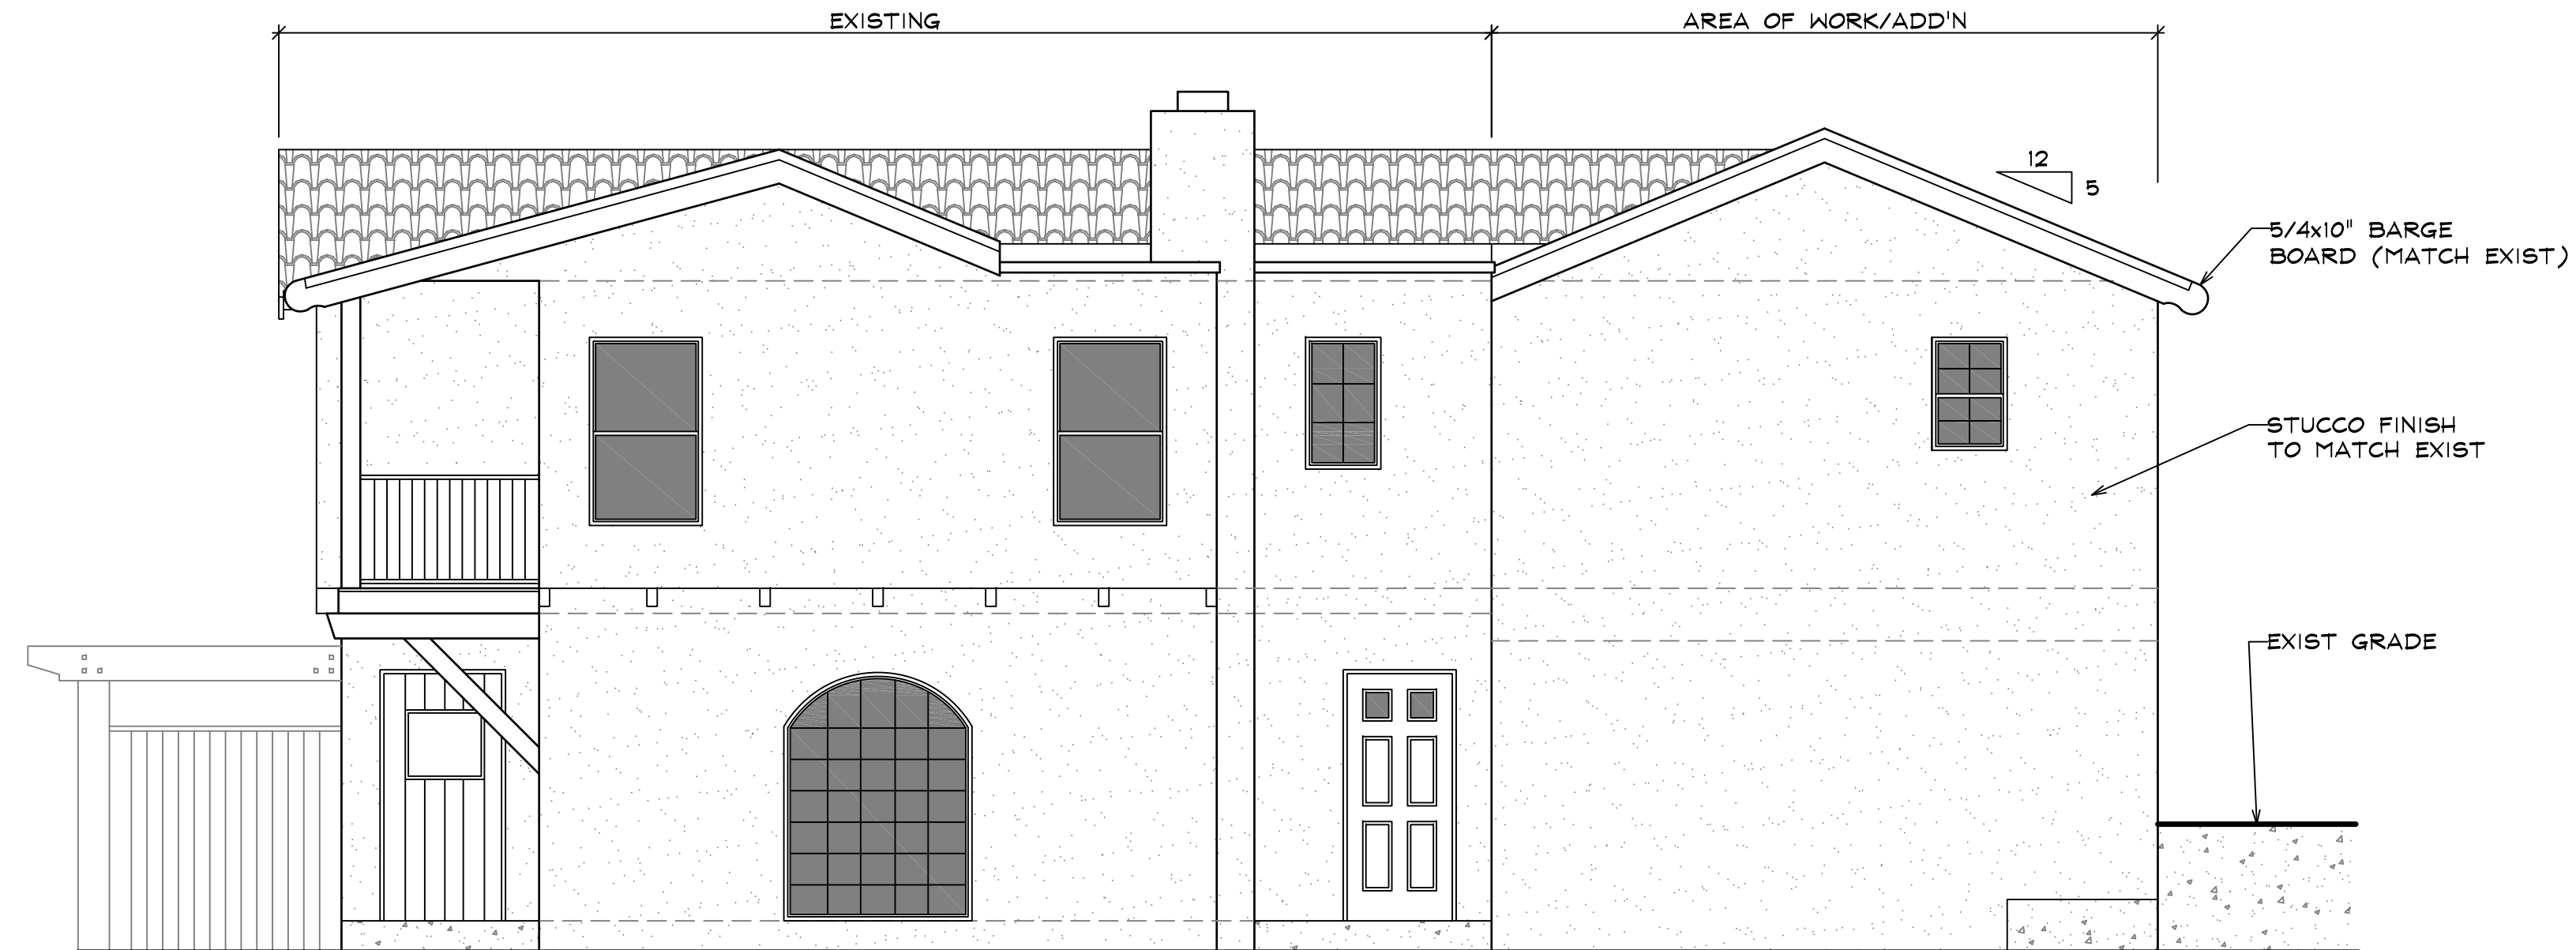 EXISTING
AREA OF WORK/ADD'N
12
5
5/4x10" BARGE
BOARD (MATCH EXIST)
STUCCO FINISH
TO MATCH EXIST
EXIST GRADE